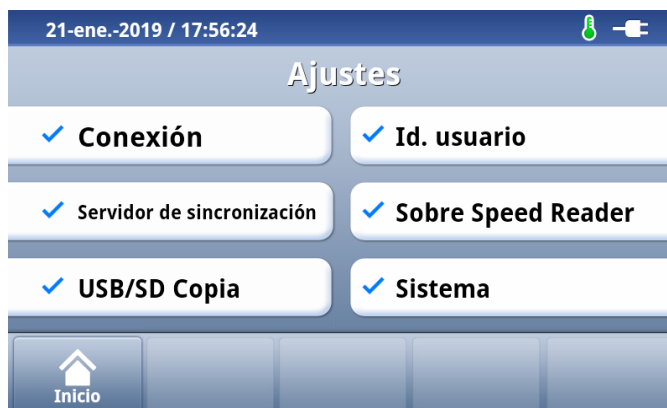 21-ene.-2019 / 17:56:24
Ajustes
Conexión
Id. usuario
Servidor de sincronización
Sobre Speed Reader
USB/SD Copia
Sistema
Inicio